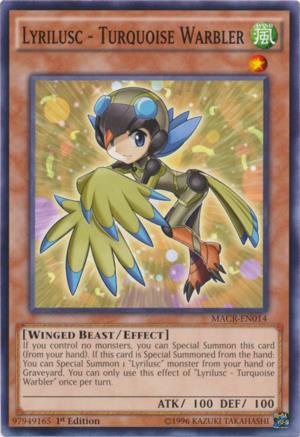 LYRILUSC - TURQUOISE WARBLER
風
MACR-EN014
[WINGED BEAST/EFFECT]
If you control no monsters, you can Special Summon this card
(from your hand). If this card is Special Summoned from the hand:
You can Special Summon 1 "Lyrilusc" monster from your hand or
Graveyard. You can only use this effect of "Lyrilusc - Turquoise
Warbler" once per turn.
ATK/ 100 DEF/ 100
97949165 1st Edition ©1996 KAZUKI TAKAHASHI